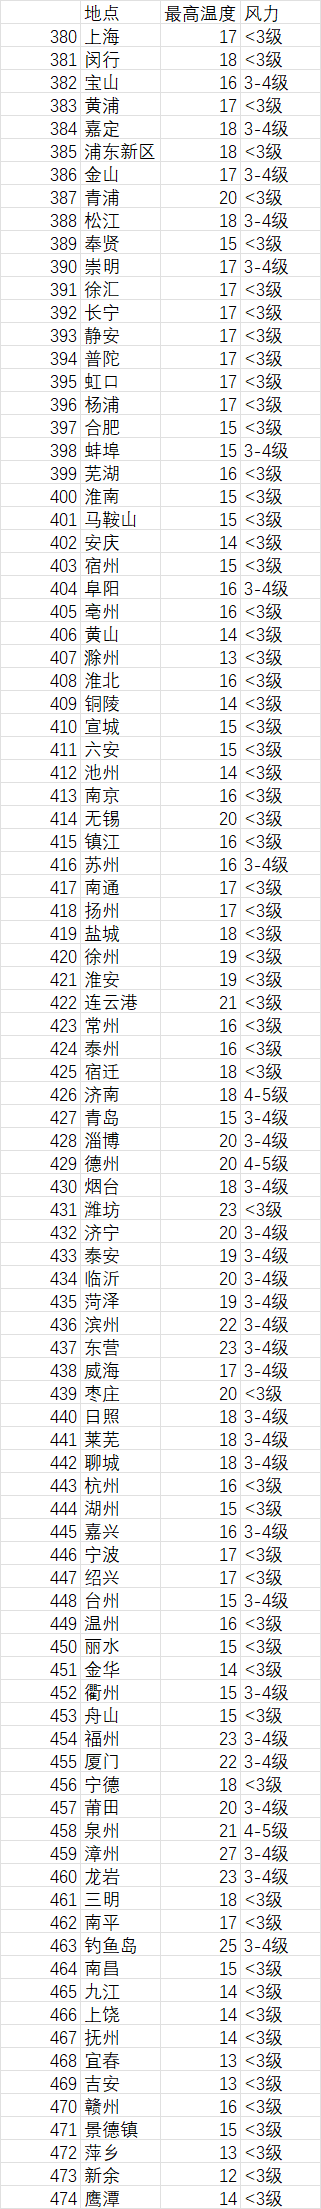 地点 最高温度 风力
380 上海 17 <3级
381 闵行 18 <3级
382 宝山 16 3-4级
383 黄浦 17 <3级
384 嘉定 18 3-4级
385 浦东新区 18 <3级
386 金山 17 3-4级
387 青浦 20 <3级
388 松江 18 3-4级
389 奉贤 15 <3级
390 崇明 17 3-4级
391 徐汇 17 <3级
392 长宁 17 <3级
393 静安 17 <3级
394 普陀 17 <3级
395 虹口 17 <3级
396 杨浦 17 <3级
397 合肥 15 <3级
398 蚌埠 15 3-4级
399 芜湖 16 <3级
400 淮南 15 <3级
401 马鞍山 15 <3级
402 安庆 14 <3级
403 宿州 15 <3级
404 阜阳 16 3-4级
405 亳州 16 <3级
406 黄山 14 <3级
407 滁州 13 <3级
408 淮北 16 <3级
409 铜陵 14 <3级
410 宣城 15 <3级
411 六安 15 <3级
412 池州 14 <3级
413 南京 16 <3级
414 无锡 20 <3级
415 镇江 16 <3级
416 苏州 16 3-4级
417 南通 17 <3级
418 扬州 17 <3级
419 盐城 18 <3级
420 徐州 19 <3级
421 淮安 19 <3级
422 连云港 21 <3级
423 常州 16 <3级
424 泰州 16 <3级
425 宿迁 18 <3级
426 济南 18 4-5级
427 青岛 15 3-4级
428 淄博 20 3-4级
429 德州 20 4-5级
430 烟台 18 3-4级
431 潍坊 23 <3级
432 济宁 20 3-4级
433 泰安 19 3-4级
434 临沂 20 3-4级
435 菏泽 19 3-4级
436 滨州 22 3-4级
437 东营 23 3-4级
438 威海 17 3-4级
439 枣庄 20 <3级
440 日照 18 3-4级
441 莱芜 18 3-4级
442 聊城 18 3-4级
443 杭州 16 <3级
444 湖州 15 <3级
445 嘉兴 16 3-4级
446 宁波 17 <3级
447 绍兴 17 <3级
448 台州 15 3-4级
449 温州 16 <3级
450 丽水 15 <3级
451 金华 14 <3级
452 衢州 15 3-4级
453 舟山 15 <3级
454 福州 23 3-4级
455 厦门 22 3-4级
456 宁德 18 <3级
457 莆田 20 3-4级
458 泉州 21 4-5级
459 漳州 27 3-4级
460 龙岩 23 3-4级
461 三明 18 <3级
462 南平 17 <3级
463 钓鱼岛 25 3-4级
464 南昌 15 <3级
465 九江 14 <3级
466 上饶 14 <3级
467 抚州 14 <3级
468 宜春 13 <3级
469 吉安 13 <3级
470 赣州 16 <3级
471 景德镇 15 <3级
472 萍乡 13 <3级
473 新余 12 <3级
474 鹰潭 14 <3级